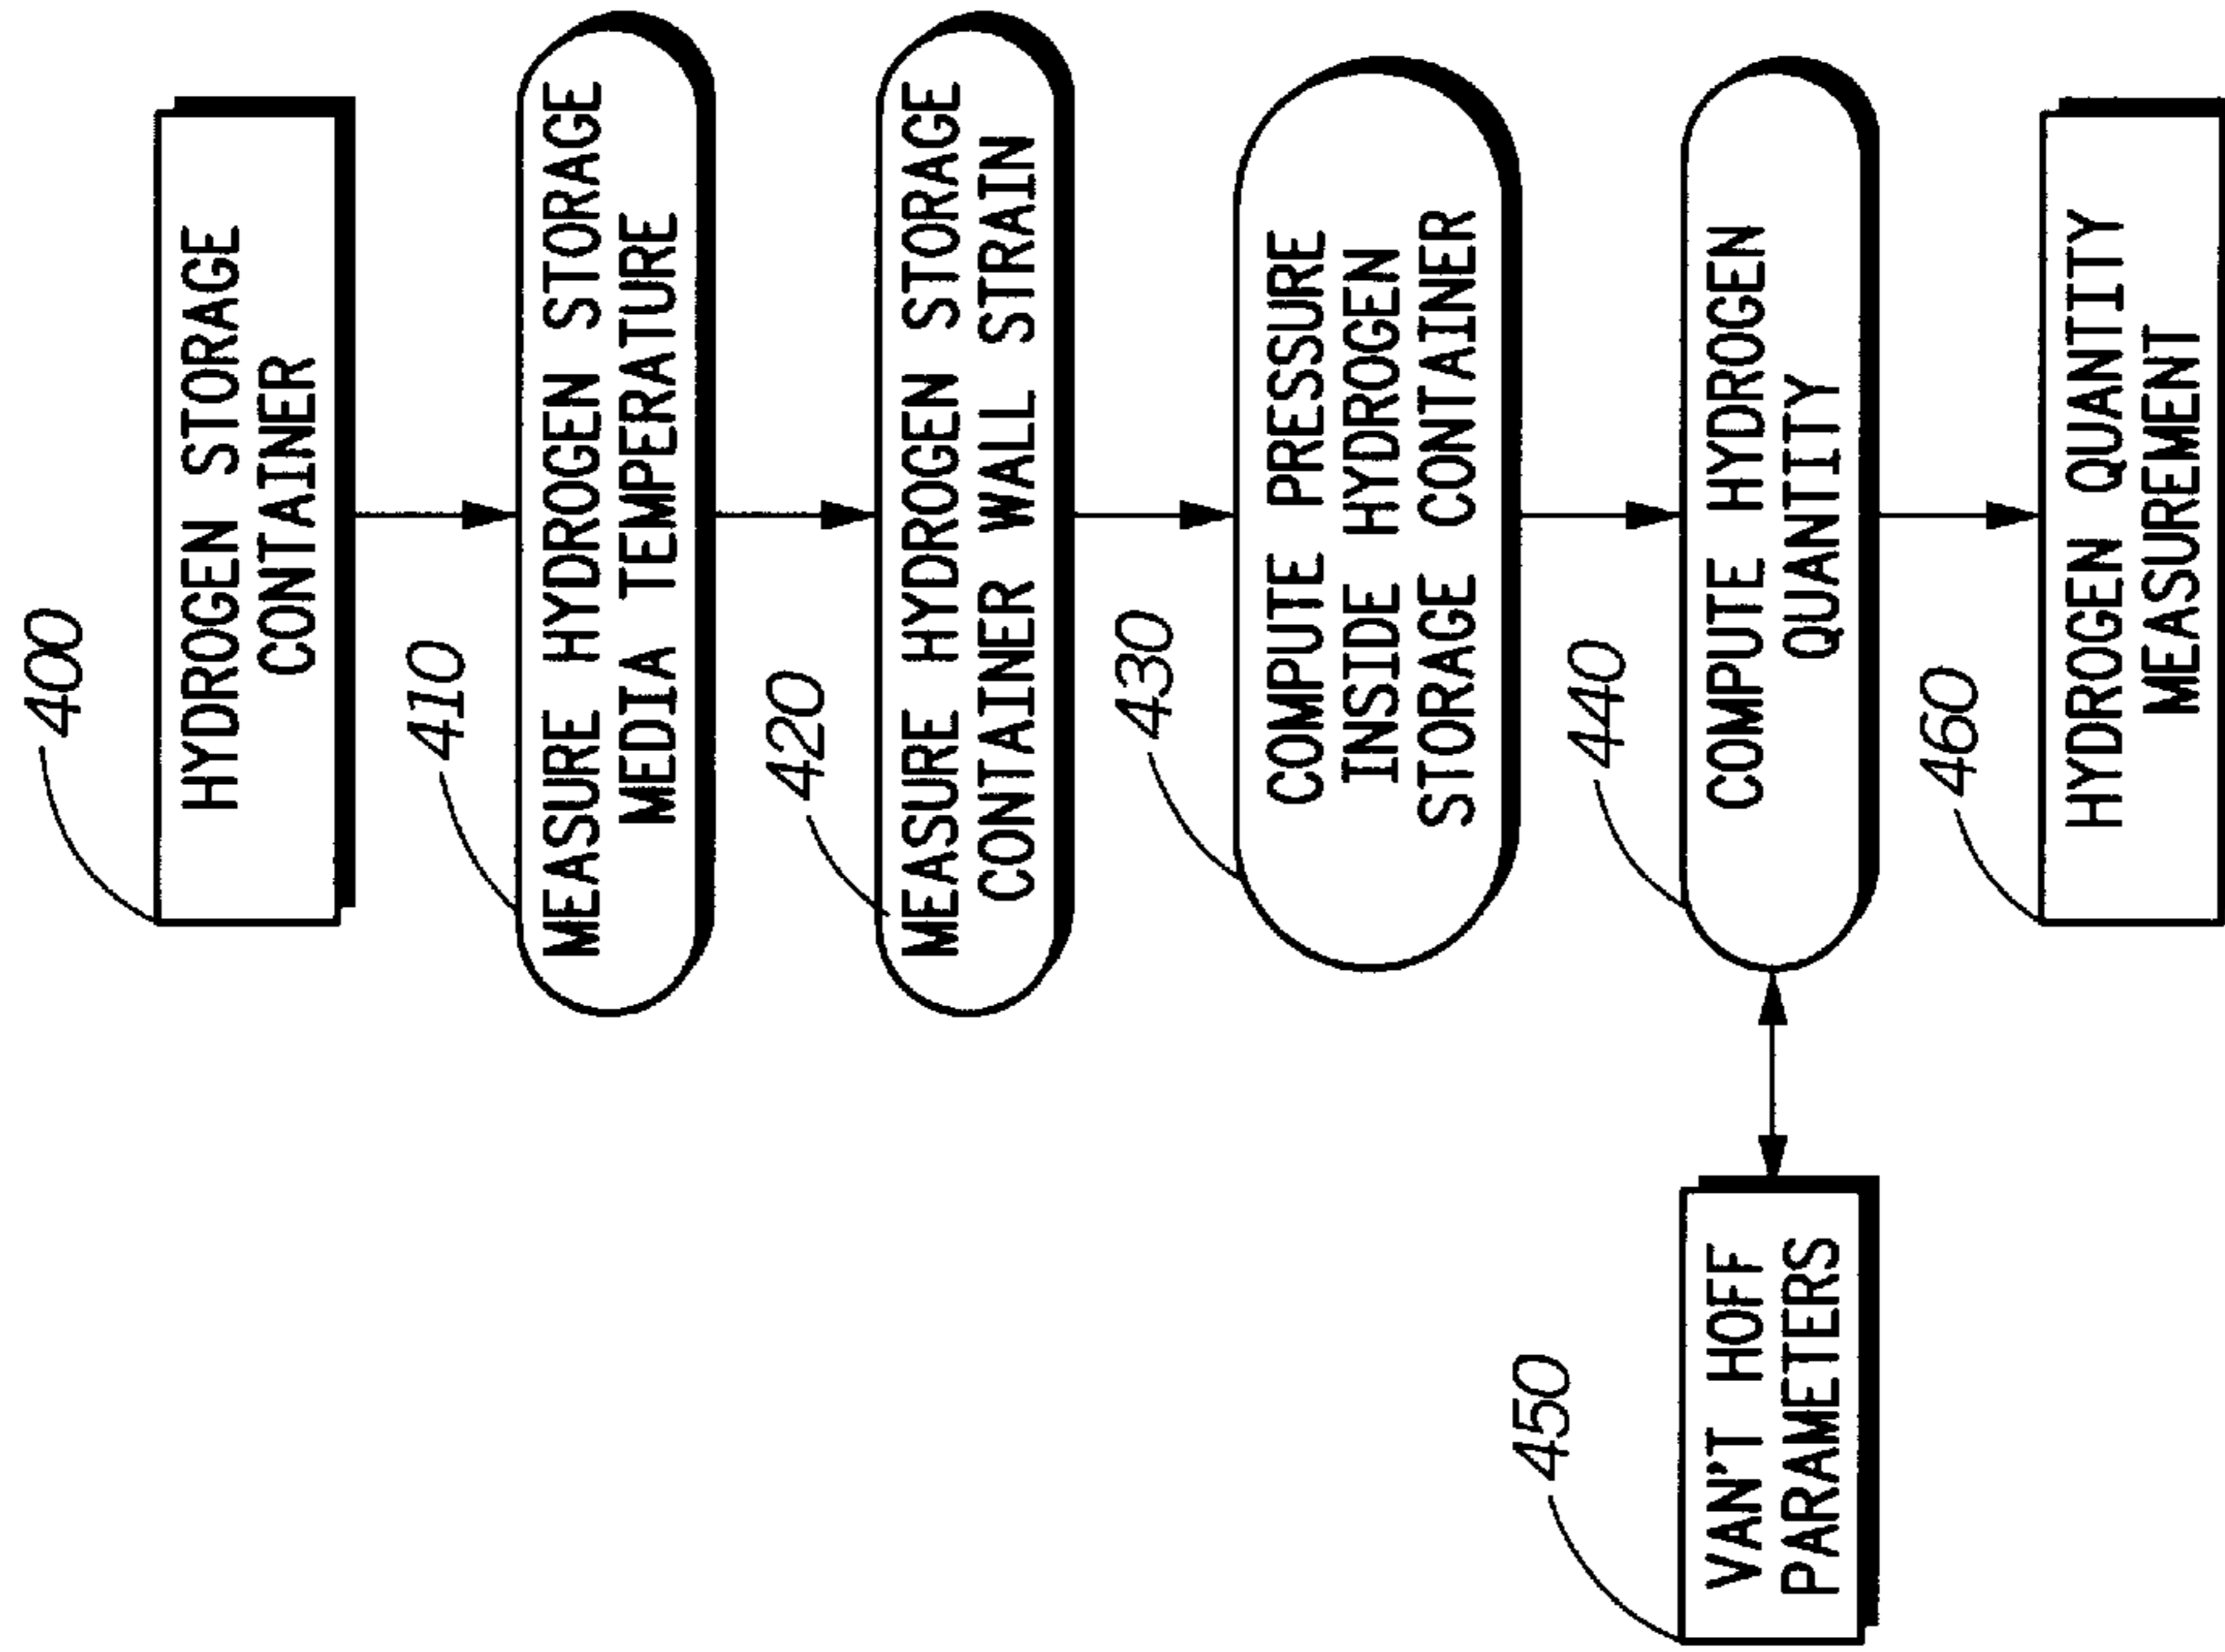 400
HYDROGEN STORAGE
CONTAINER
410
MEASURE HYDROGEN STORAGE
MEDIA TEMPERATURE
420
MEASURE HYDROGEN STORAGE
CONTAINER WALL STRAIN
430
COMPUTE PRESSURE
INSIDE HYDROGEN
STORAGE CONTAINER
440
COMPUTE HYDROGEN
QUANTITY
450
VAN'T HOFF
PARAMETERS
460
HYDROGEN QUANTITY
MEASUREMENT